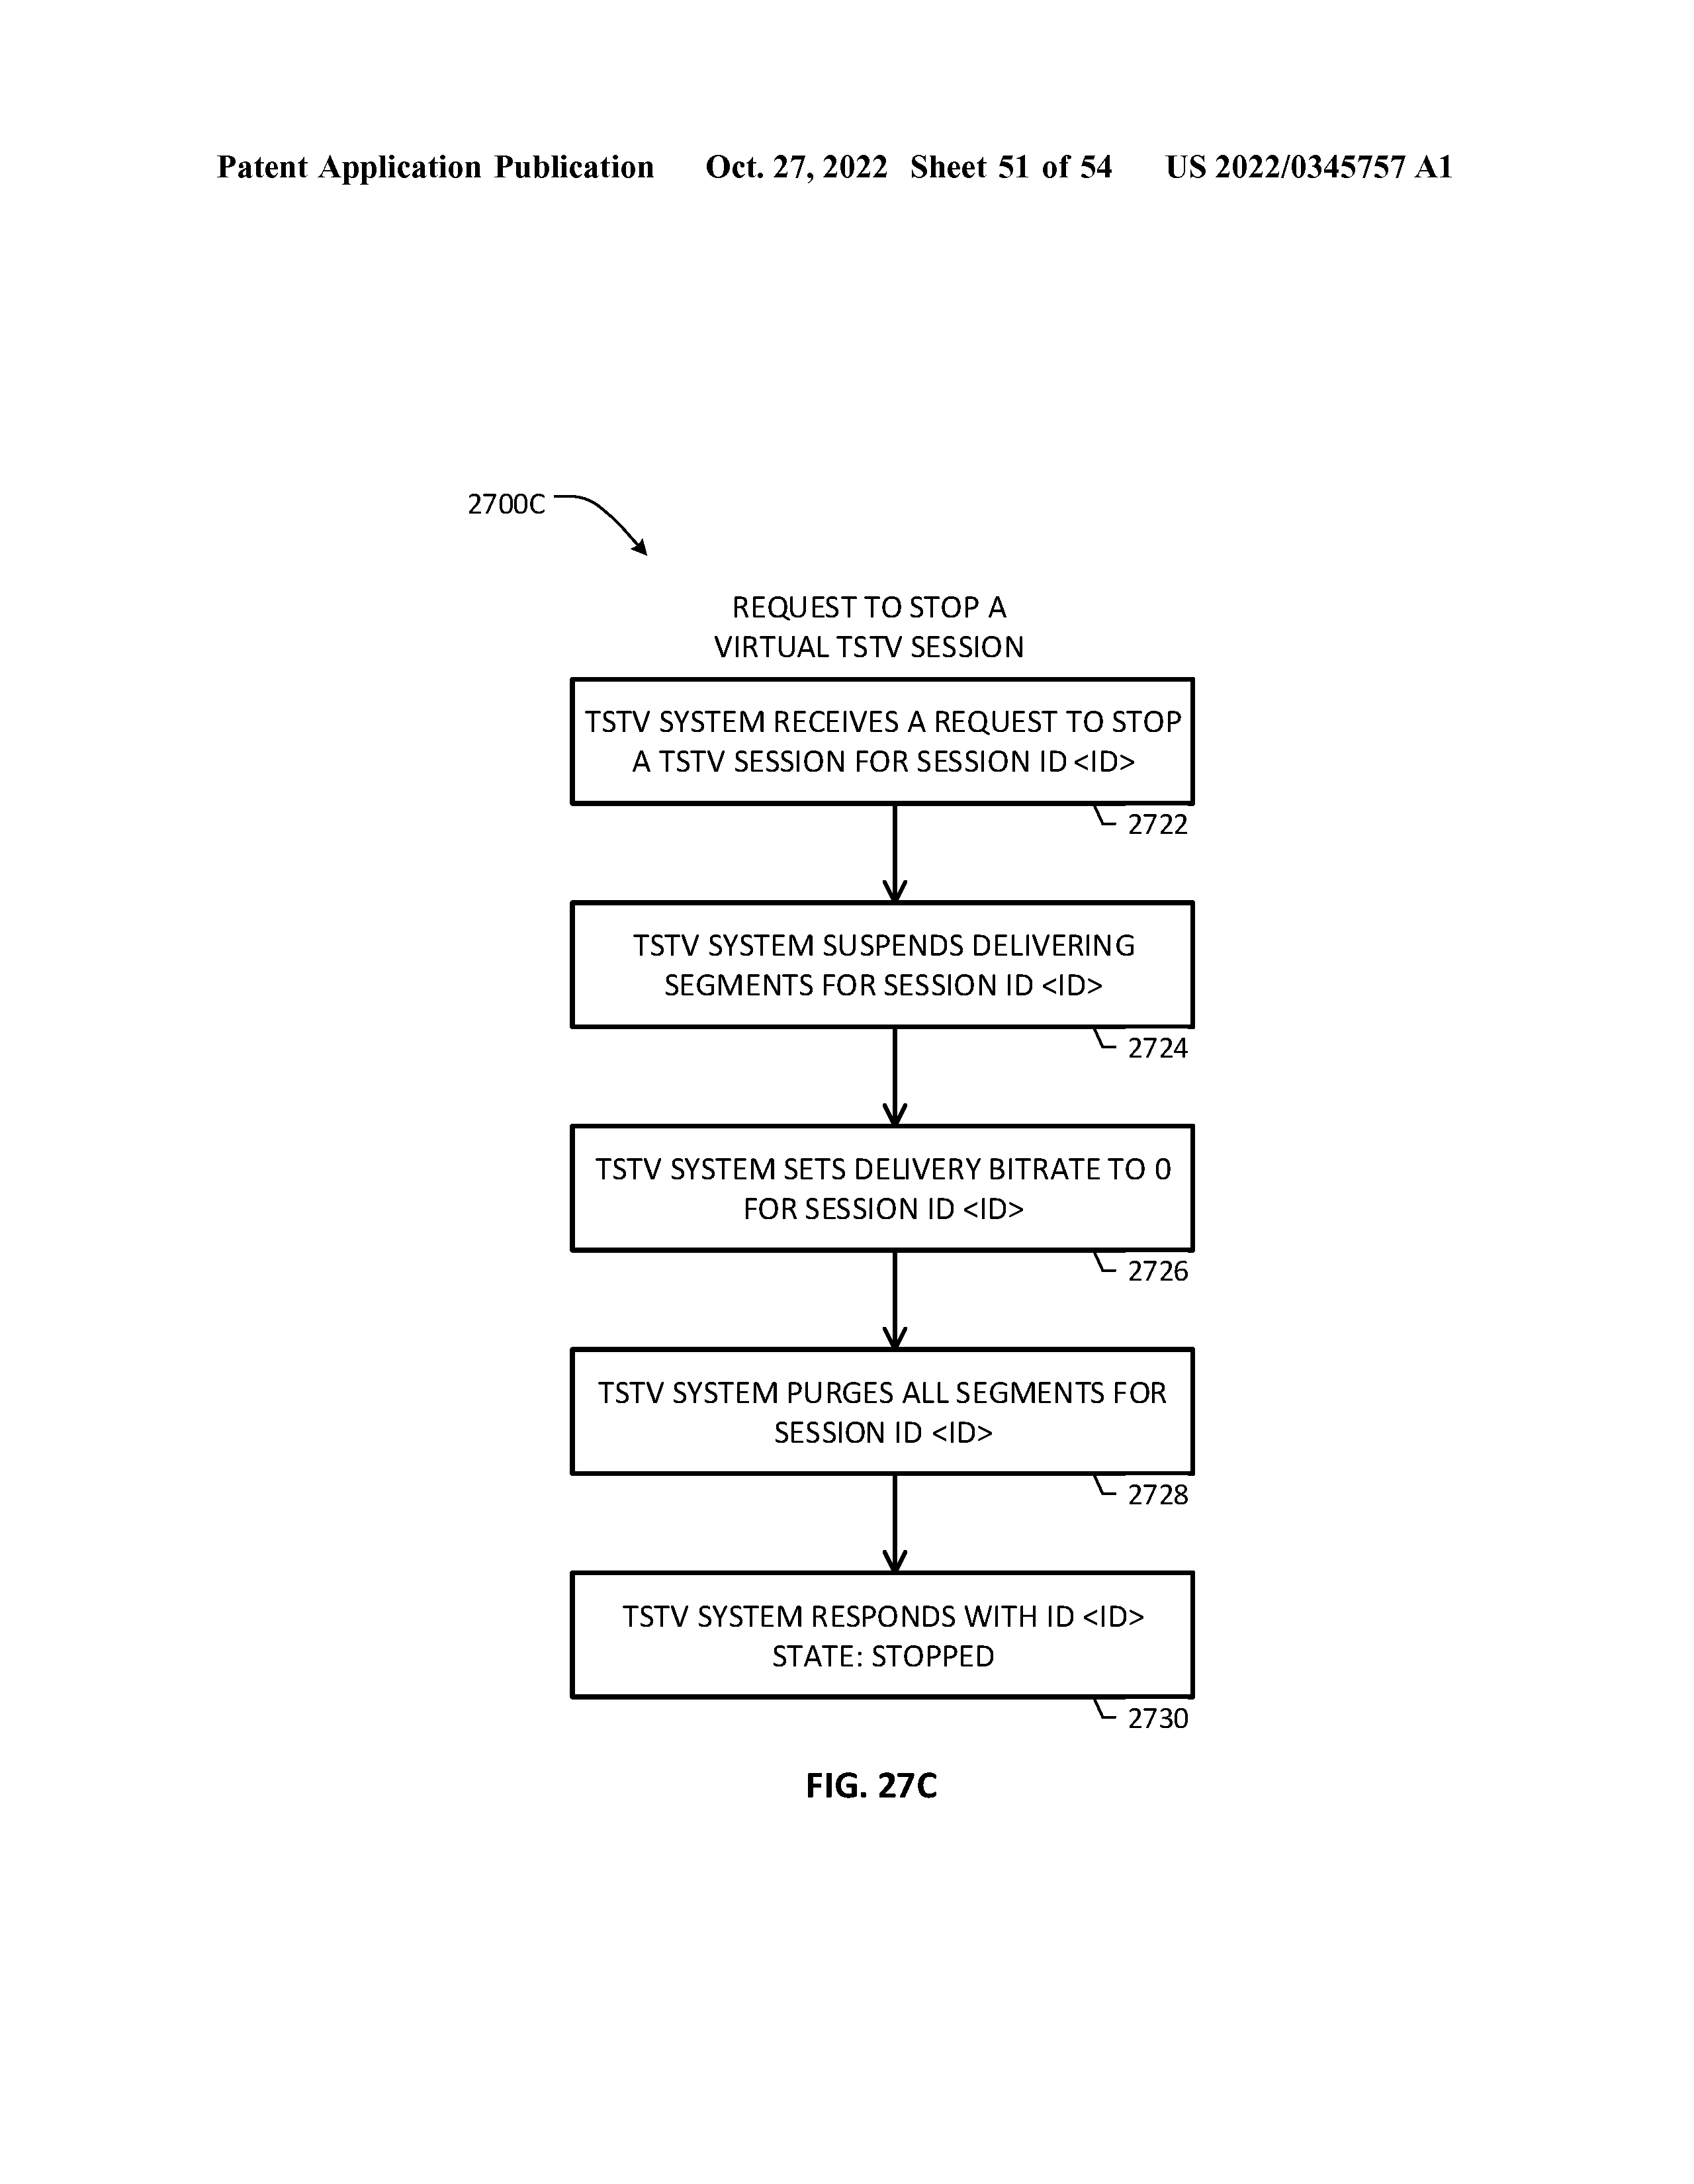 Patent Application Publication Oct. 27, 2022 Sheet 51 of 54 US 2022/0345757 A1
2700C
REQUEST TO STOP A
VIRTUAL TSTV SESSION
TSTV SYSTEM RECEIVES A REQUEST TO STOP
A TSTV SESSION FOR SESSION ID <ID>
2722
TSTV SYSTEM SUSPENDS DELIVERING
SEGMENTS FOR SESSION ID <ID>
2724
TSTV SYSTEM SETS DELIVERY BITRATE TO 0
FOR SESSION ID <ID>
2726
TSTV SYSTEM PURGES ALL SEGMENTS FOR
SESSION ID <ID>
2728
TSTV SYSTEM RESPONDS WITH ID <ID>
STATE: STOPPED
2730
FIG. 27C